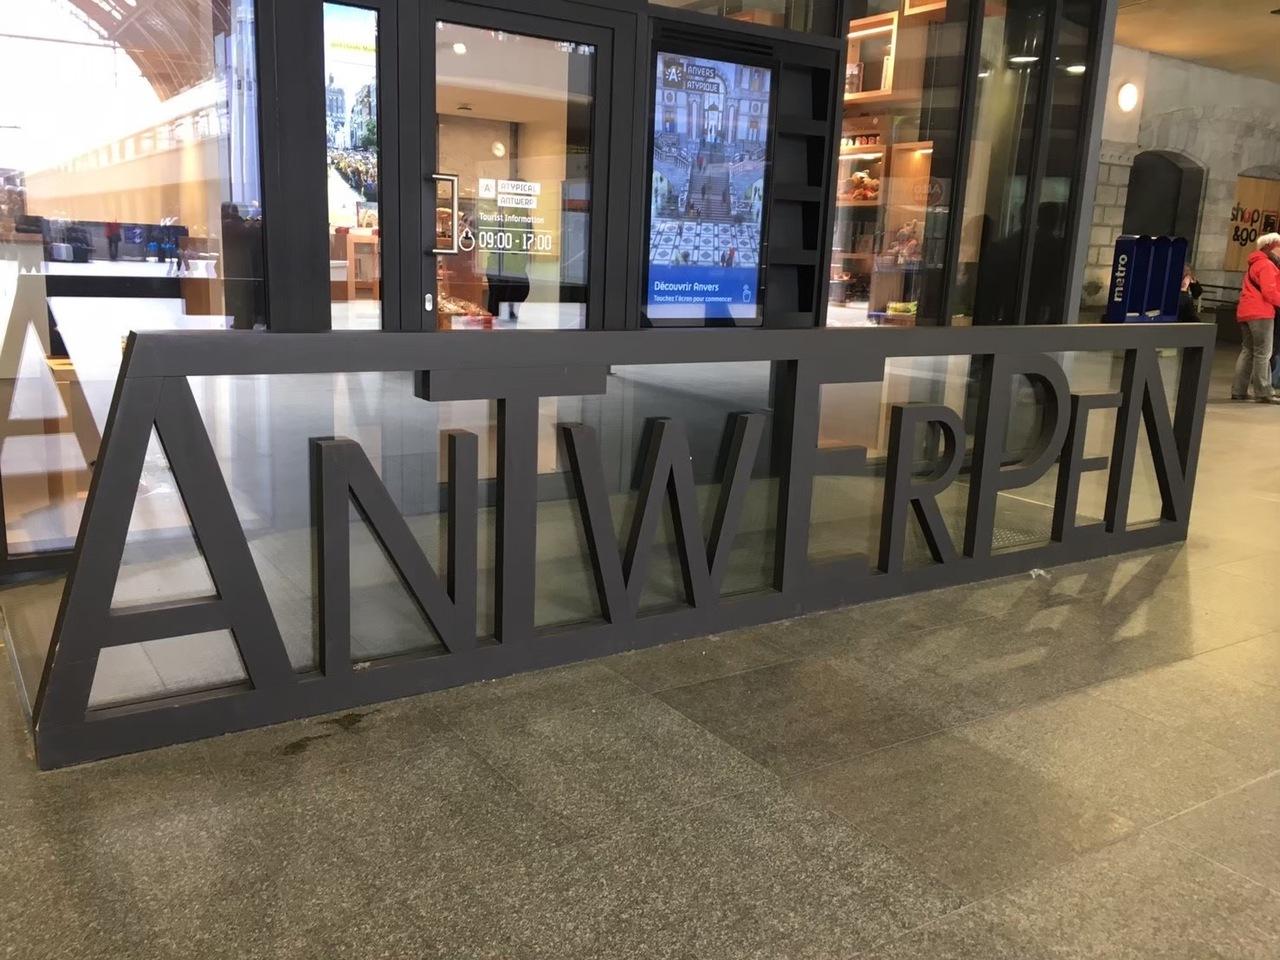 A ANVERS
ATYPIQUE
A ATYPICAL
ANTWERP
Tourist Information
09:00 - 17:00
Découvrir Anvers
Touchez l'écran pour commencer
metro
shop
&go
ANTWERPEN